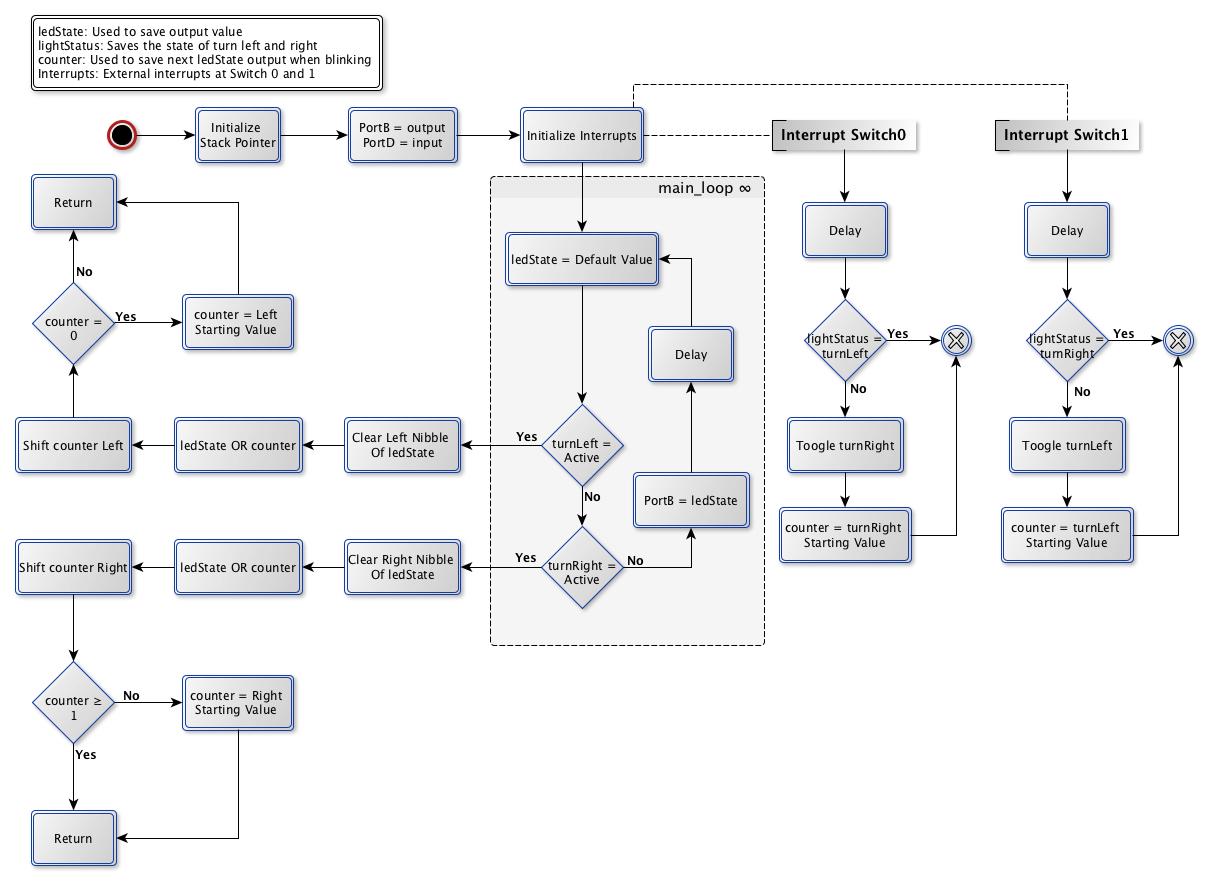 ledState: Used to save output value
lightStatus: Saves the state of turn left and right
counter: Used to save next ledState output when blinking
Interrupts: External interrupts at Switch 0 and 1
Initialize
Stack Pointer
PortB = output
PortD = input
Initialize Interrupts
Interrupt Switch0
Interrupt Switch1
main_loop ∞
Return
No
counter =
0
Yes
counter = Left
Starting Value
ledState = Default Value
Delay
Delay
Delay
lightStatus =
turnLeft
Yes
No
lightStatus =
turnRight
Yes
No
Shift counter Left
ledState OR counter
Clear Left Nibble
Of ledState
Yes
turnLeft =
Active
No
Toogle turnRight
Toogle turnLeft
PortB = ledState
counter = turnRight
Starting Value
counter = turnLeft
Starting Value
Shift counter Right
ledState OR counter
Clear Right Nibble
Of ledState
Yes
turnRight =
Active
No
counter ≥
1
No
counter = Right
Starting Value
Yes
Return